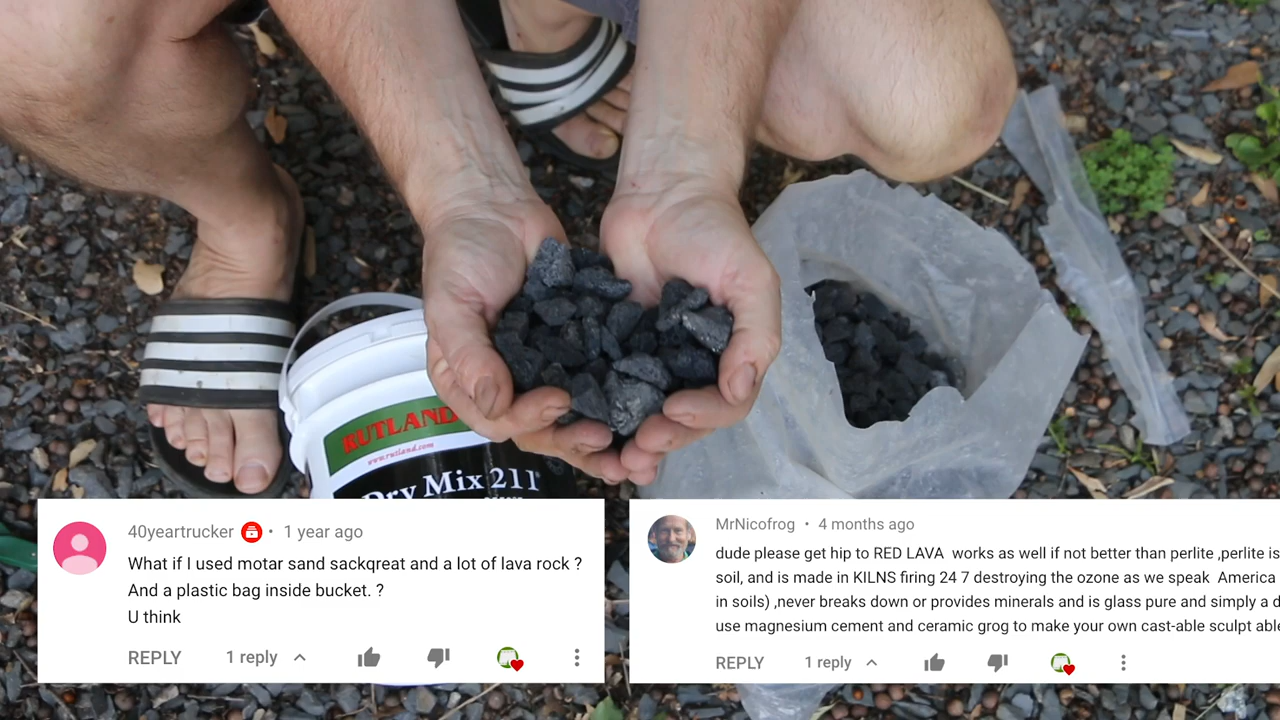 RUTLAND
www.rutland.com
Dry Mix 211
40yeartrucker • 1 year ago
What if I used motar sand sackqreat and a lot of lava rock ?
And a plastic bag inside bucket. ?
U think
REPLY 1 reply
MrNicofrog • 4 months ago
dude please get hip to RED LAVA works as well if not better than perlite ,perlite is
soil, and is made in KILNS firing 24 7 destroying the ozone as we speak America
in soils) ,never breaks down or provides minerals and is glass pure and simply a d
use magnesium cement and ceramic grog to make your own cast-able sculpt able
REPLY 1 reply